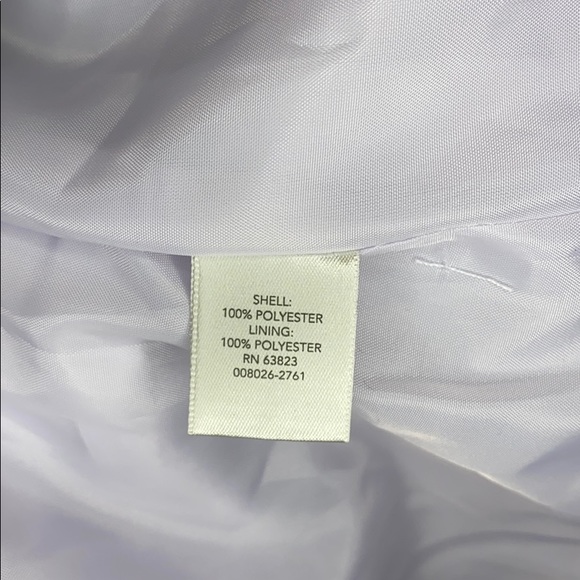 SHELL:
100% POLYESTER
LINING:
100% POLYESTER
RN 63823
008026-2761